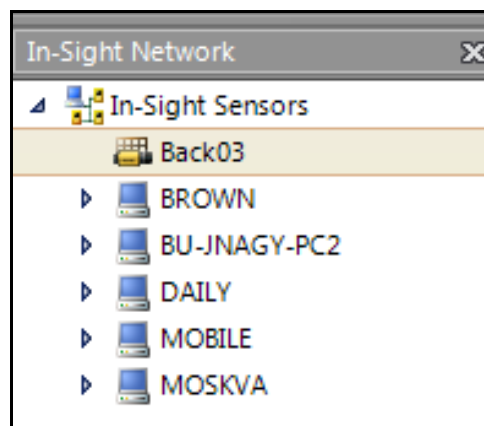 In-Sight Network
In-Sight Sensors
Back03
BROWN
BU-JNAGY-PC2
DAILY
MOBILE
MOSKVA